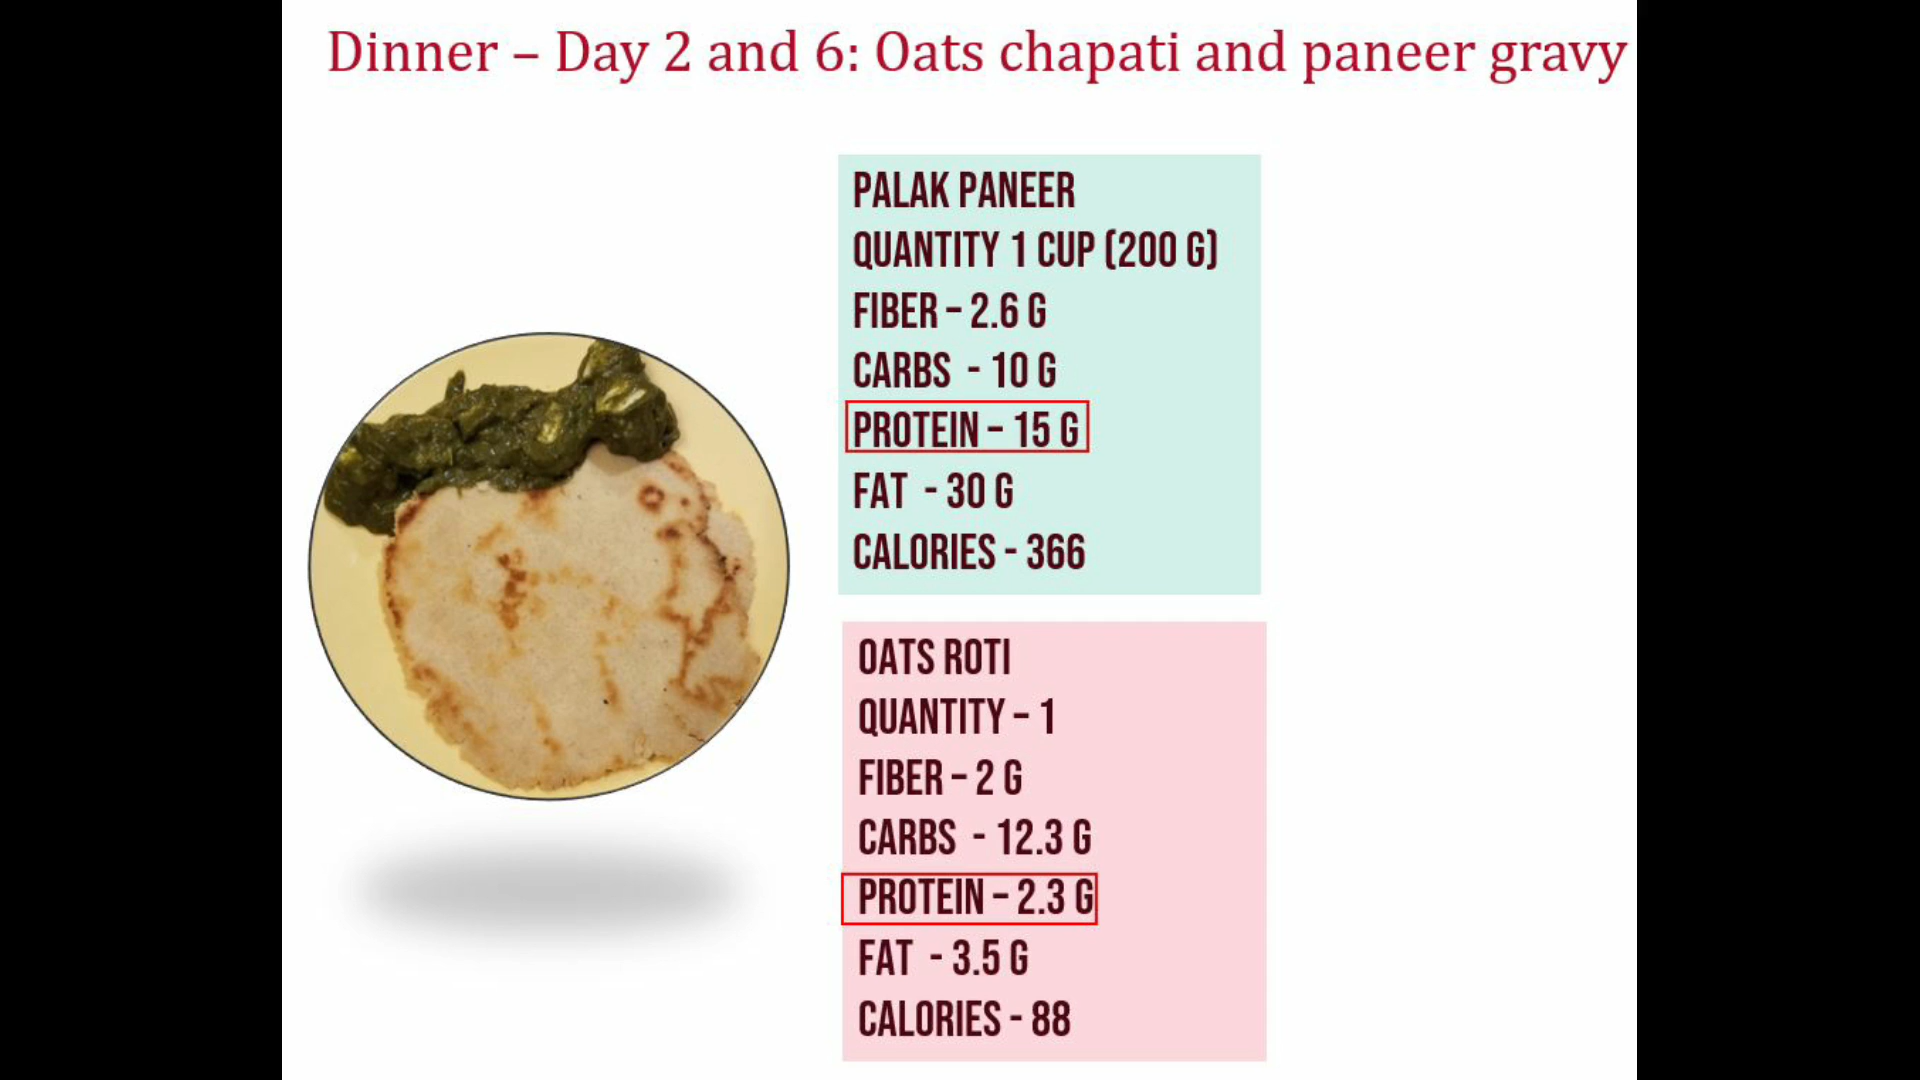 Dinner – Day 2 and 6: Oats chapati and paneer gravy
PALAK PANEER
QUANTITY 1 CUP (200 G)
FIBER – 2.6 G
CARBS - 10 G
PROTEIN – 15 G
FAT - 30 G
CALORIES - 366
OATS ROTI
QUANTITY – 1
FIBER – 2 G
CARBS - 12.3 G
PROTEIN – 2.3 G
FAT - 3.5 G
CALORIES - 88